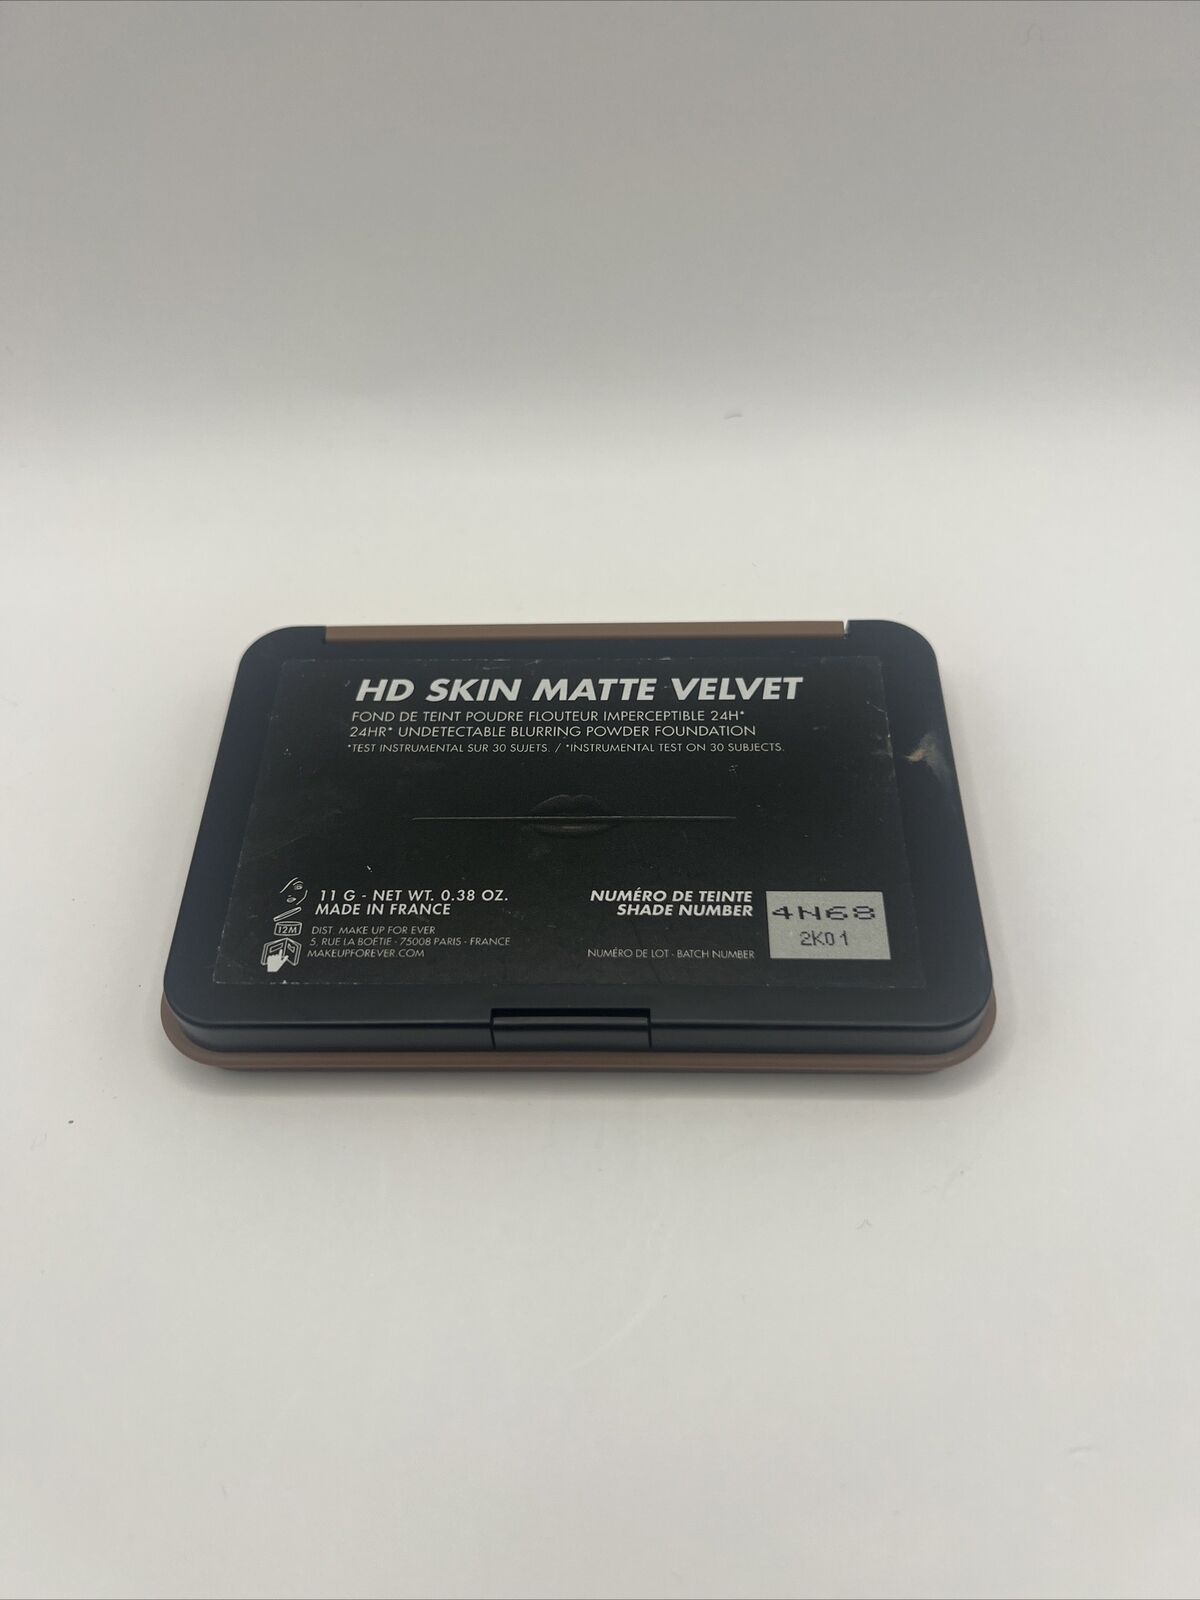 HD SKIN MATTE VELVET
FOND DE TEINT POUDRE FLOUTEUR IMPERCEPTIBLE 24H*
24HR* UNDETECTABLE BLURRING POWDER FOUNDATION
*TEST INSTRUMENTAL SUR 30 SUJETS. / *INSTRUMENTAL TEST ON 30 SUBJECTS.
11 G - NET WT. 0.38 OZ.
MADE IN FRANCE
12M
DIST. MAKE UP FOR EVER
5, RUE LA BOÉTIE - 75008 PARIS - FRANCE
MAKEUPFOREVER.COM
NUMÉRO DE TEINTE
SHADE NUMBER
4N68
2K01
NUMÉRO DE LOT - BATCH NUMBER